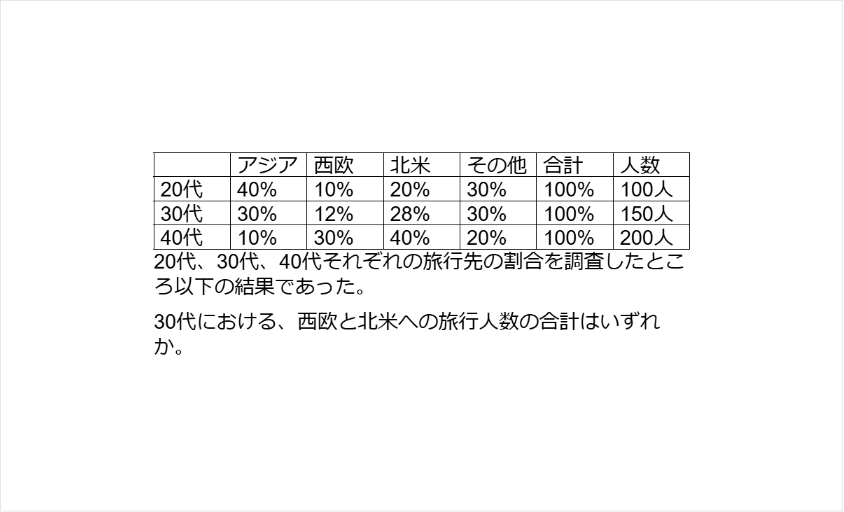 アジア 西欧 北米 その他 合計 人数
20代 40% 10% 20% 30% 100% 100人
30代 30% 12% 28% 30% 100% 150人
40代 10% 30% 40% 20% 100% 200人
20代、30代、40代それぞれの旅行先の割合を調査したとこ
ろ以下の結果であった。
30代における、西欧と北米への旅行人数の合計はいずれ
か。